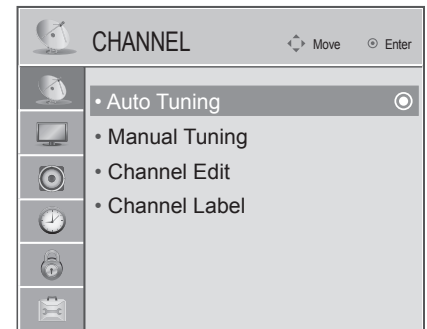 CHANNEL Move Enter
• Auto Tuning
• Manual Tuning
• Channel Edit
• Channel Label